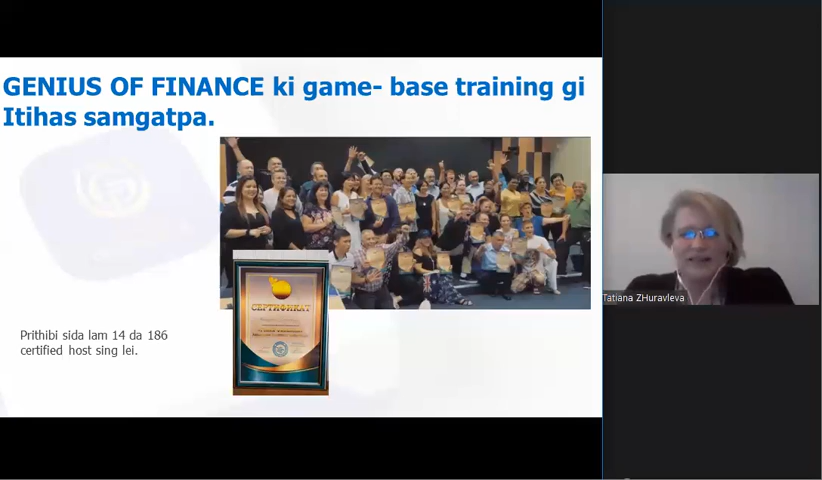 GENIUS OF FINANCE ki game- base training gi
Itihas samgatpa.
СЕРТИФИКАТ
Prithibi sida lam 14 da 186
certified host sing lei.
Tatiana ZHuravleva